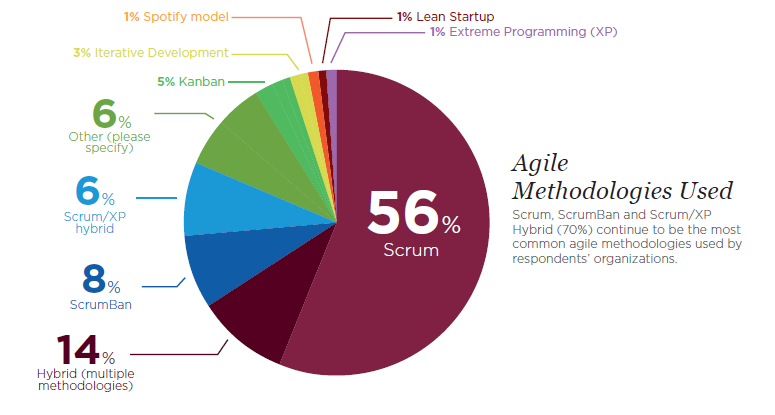 1% Spotify model
1% Lean Startup
1% Extreme Programming (XP)
3% Iterative Development
5% Kanban
6%
Other (please
specify)
6%
Scrum/XP
hybrid
8%
ScrumBan
14%
Hybrid (multiple
methodologies)
56%
Scrum
Agile
Methodologies Used
Scrum, ScrumBan and Scrum/XP
Hybrid (70%) continue to be the most
common agile methodologies used by
respondents’ organizations.